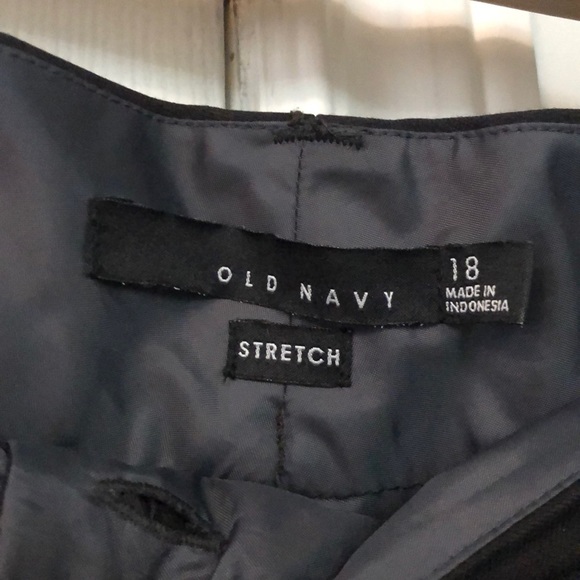 OLD NAVY
18
MADE IN
INDONESIA
STRETCH